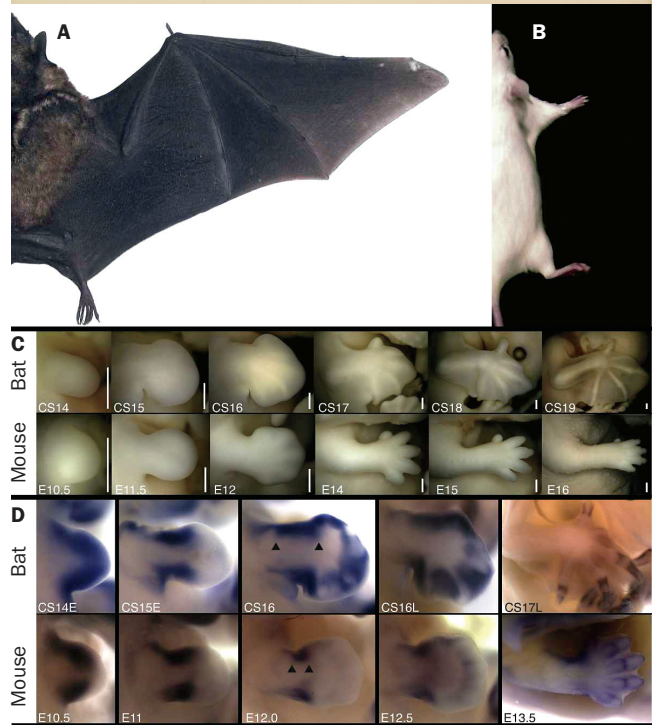 A
B
C
Bat
CS14
CS15
CS16
CS17
CS18
CS19
Mouse
E10.5
E11.5
E12
E14
E15
E16
D
Bat
CS14E
CS15E
CS16
CS16L
CS17L
Mouse
E10.5
E11
E12.0
E12.5
E13.5